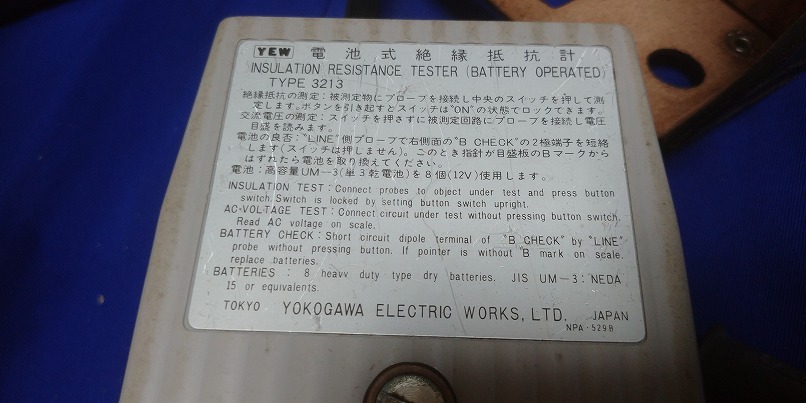 YEW 電池式絶縁抵抗計
INSULATION RESISTANCE TESTER (BATTERY OPERATED)
TYPE 3213
絶縁抵抗の測定：被測定物にプローブを接続し中央のスイッチを押して測
定します。ボタンを引き起すとスイッチは"ON"の状態でロックできます。
交流電圧の測定：スイッチを押さずに被測定回路にプローブを接続し電圧
目盛を読みます。
電池の良否："LINE"側プローブで右側面の"B CHECK"の2極端子を短絡
します(スイッチは押しません)。このとき指針が目盛板のBマークから
はずれたら電池を取り換えてください。
電池：高容量UM-3(単3乾電池)を8個(12V)使用します。
INSULATION TEST: Connect probes to object under test and press button
switch. Switch is locked by setting button switch upright.
AC-VOLTAGE TEST: Connect circuit under test without pressing button switch.
Read AC voltage on scale.
BATTERY CHECK: Short circuit dipole terminal of "B CHECK" by "LINE"
probe without pressing button. If pointer is without "B" mark on scale,
replace batteries.
BATTERIES : 8 heavy duty type dry batteries. JIS UM-3: NEDA
15 or equivalents.
TOKYO YOKOGAWA ELECTRIC WORKS, LTD. JAPAN
NPA-529B